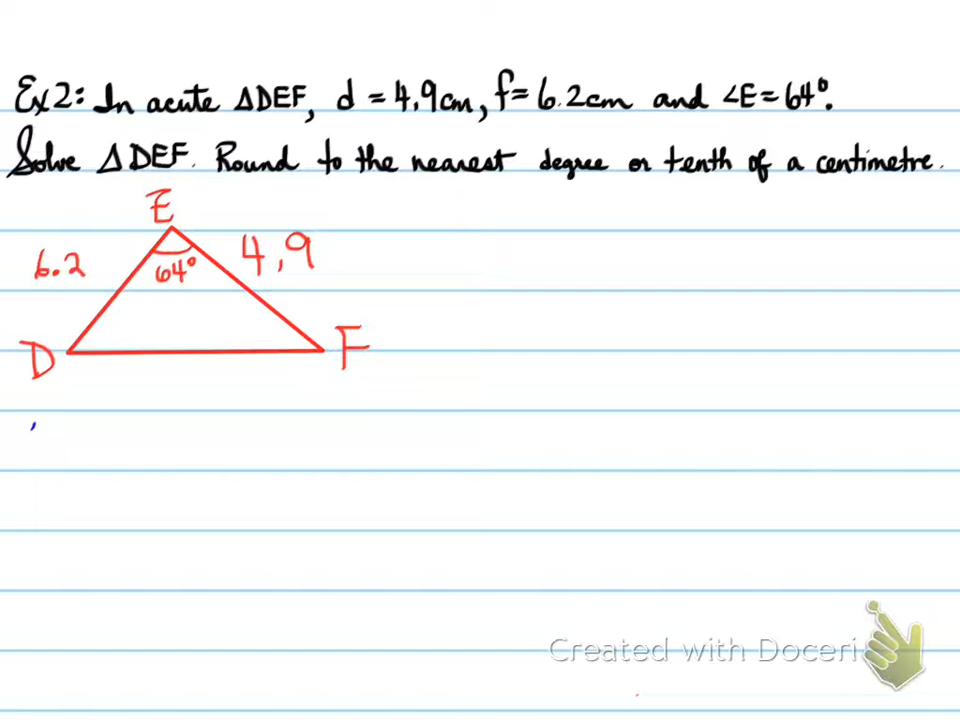 Ex2: In acute ΔDEF, d = 4.9cm, f = 6.2cm and ∠E = 64°.
Solve ΔDEF. Round to the nearest degree or tenth of a centimetre.
E
6.2
64°
4,9
D
F
Created with Doceri